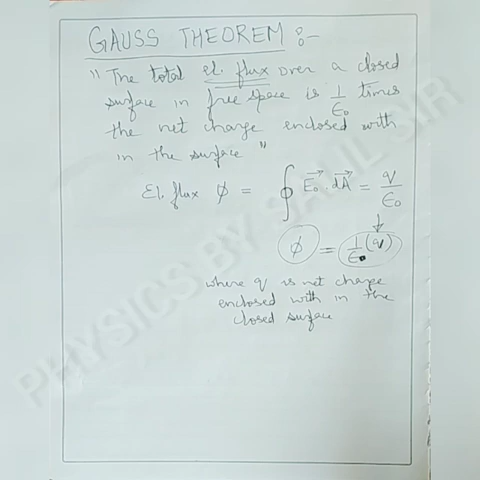 GAUSS THEOREM :-
" The total el. flux over a closed
surface in free space is 1/ε₀ times
the net charge enclosed with
in the surface "
El. flux ϕ = ∮ E₀⃗ . dA⃗ = q/ε₀
ϕ = 1/ε₀ (q)
where q is net charge
enclosed with in the
closed surface
PHYSICS BY SALIL SIR